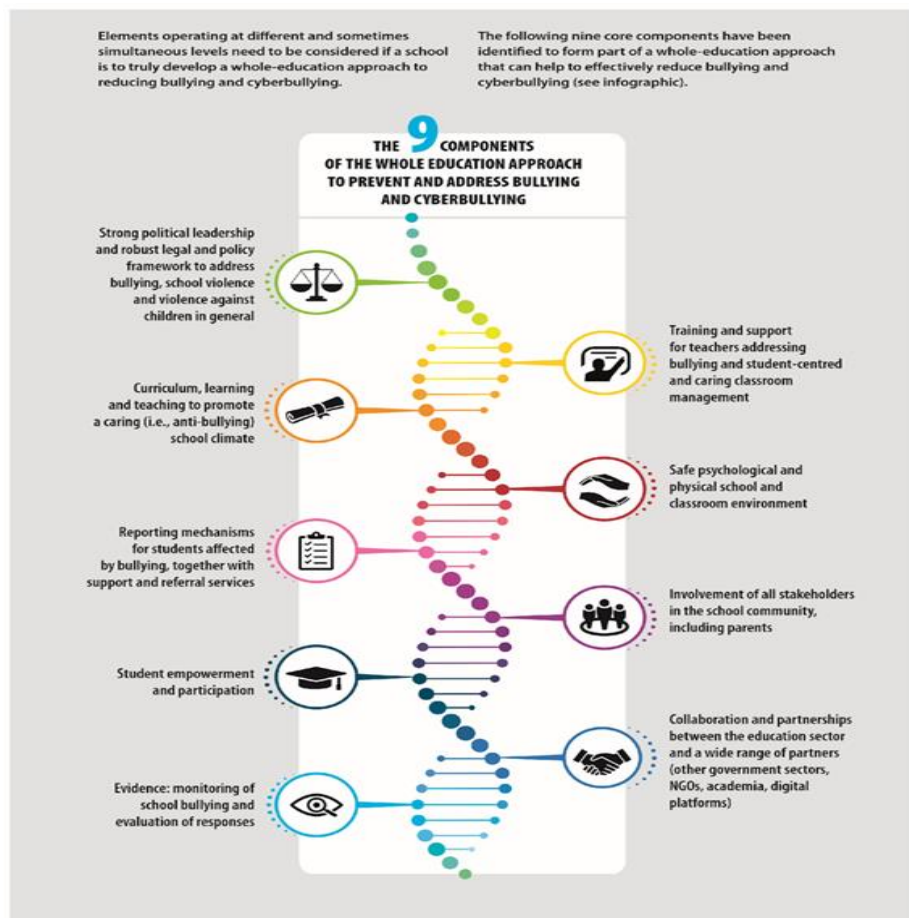 Elements operating at different and sometimes
simultaneous levels need to be considered if a school
is to truly develop a whole-education approach to
reducing bullying and cyberbullying.
The following nine core components have been
identified to form part of a whole-education approach
that can help to effectively reduce bullying and
cyberbullying (see infographic).
THE 9 COMPONENTS
OF THE WHOLE EDUCATION APPROACH
TO PREVENT AND ADDRESS BULLYING
AND CYBERBULLYING
Strong political leadership
and robust legal and policy
framework to address
bullying, school violence
and violence against
children in general
Training and support
for teachers addressing
bullying and student-centred
and caring classroom
management
Curriculum, learning
and teaching to promote
a caring (i.e., anti-bullying)
school climate
Safe psychological and
physical school and
classroom environment
Reporting mechanisms
for students affected
by bullying, together with
support and referral services
Involvement of all stakeholders
in the school community,
including parents
Student empowerment
and participation
Collaboration and partnerships
between the education sector
and a wide range of partners
(other government sectors,
NGOs, academia, digital
platforms)
Evidence: monitoring of
school bullying and
evaluation of responses